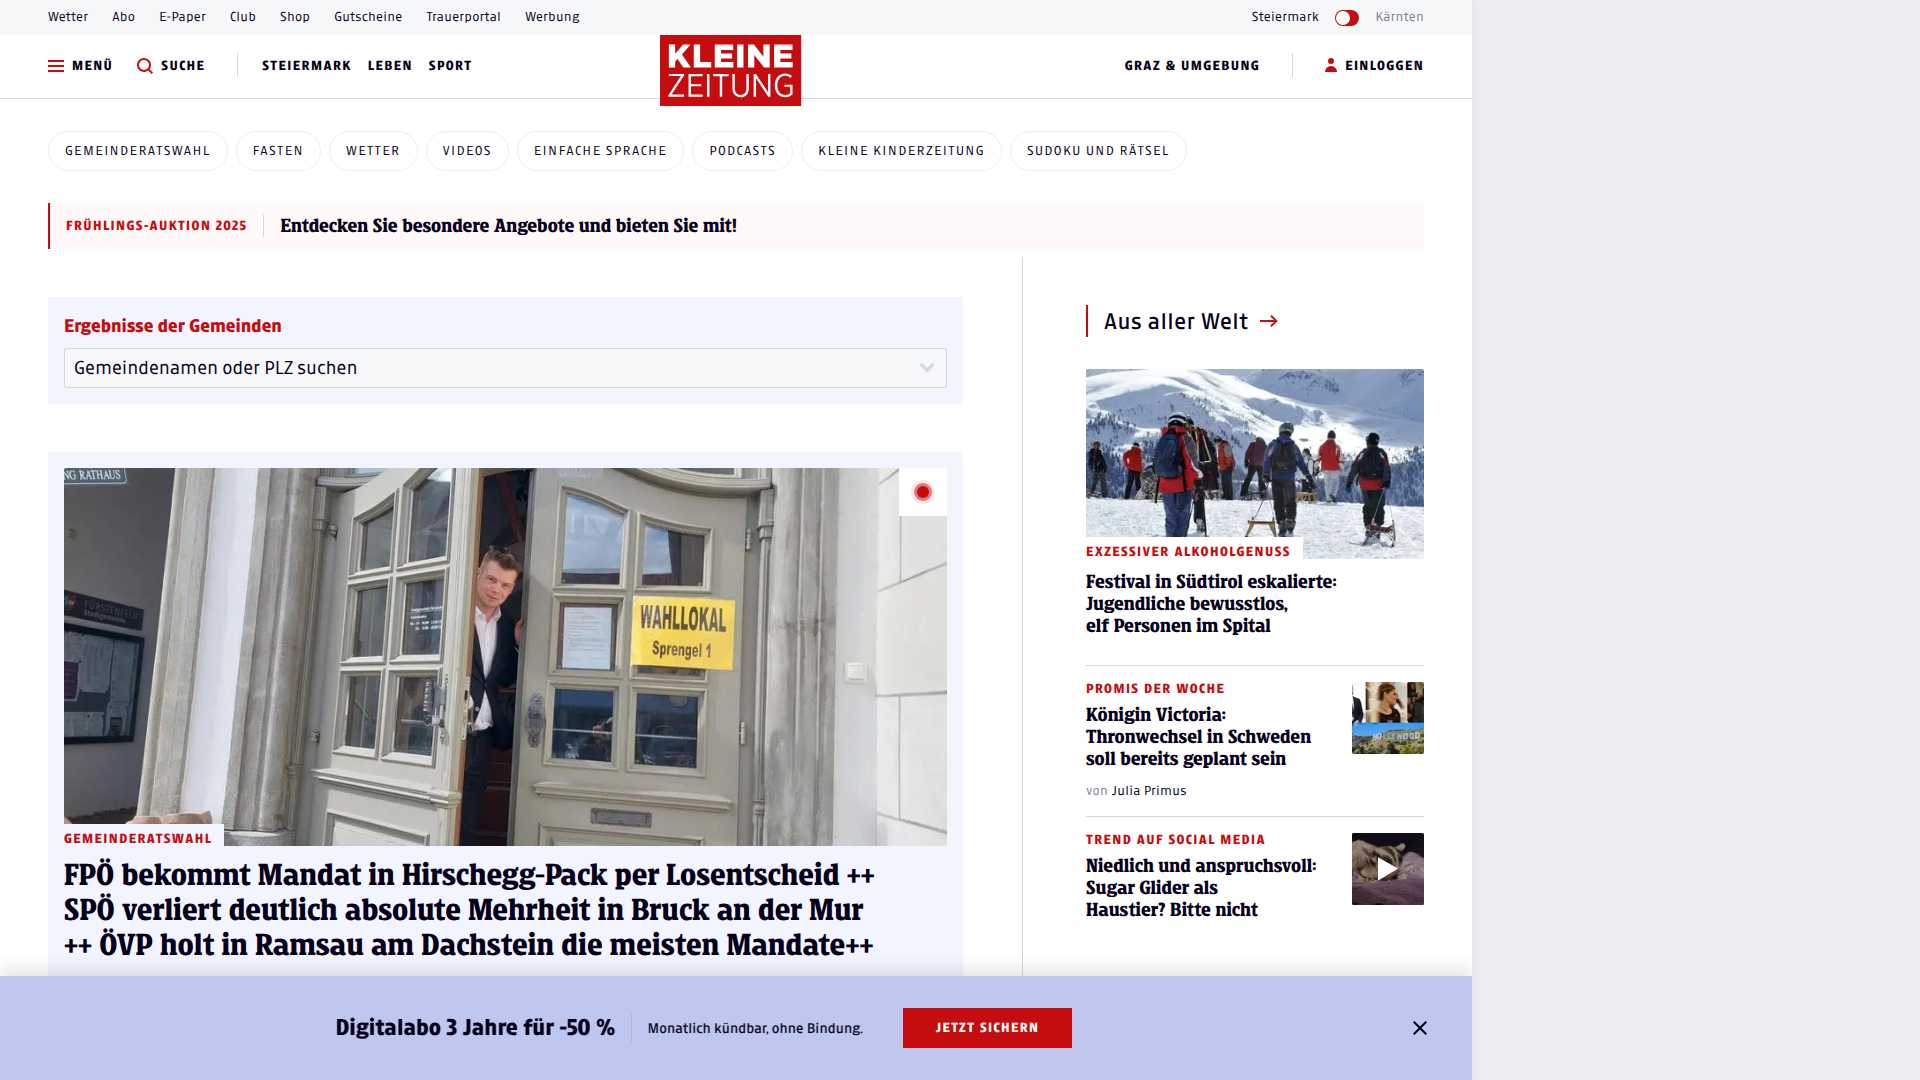 Wetter Abo E-Paper Club Shop Gutscheine Trauerportal Werbung Steiermark Kärnten
MENÜ SUCHE STEIERMARK LEBEN SPORT KLEINE ZEITUNG GRAZ & UMGEBUNG EINLOGGEN
GEMEINDERATSWAHL FASTEN WETTER VIDEOS EINFACHE SPRACHE PODCASTS KLEINE KINDERZEITUNG SUDOKU UND RÄTSEL
FRÜHLINGS-AUKTION 2025 Entdecken Sie besondere Angebote und bieten Sie mit!
Ergebnisse der Gemeinden
Gemeindenamen oder PLZ suchen
NG RATHAUS
FÜRSTENFELD
WAHLLOKAL
Sprengel 1
GEMEINDERATSWAHL
FPÖ bekommt Mandat in Hirschegg-Pack per Losentscheid ++
SPÖ verliert deutlich absolute Mehrheit in Bruck an der Mur
++ ÖVP holt in Ramsau am Dachstein die meisten Mandate++
Aus aller Welt
EXZESSIVER ALKOHOLGENUSS
Festival in Südtirol eskalierte:
Jugendliche bewusstlos,
elf Personen im Spital
PROMIS DER WOCHE
Königin Victoria:
Thronwechsel in Schweden
soll bereits geplant sein
von Julia Primus
HOLLYWOOD
TREND AUF SOCIAL MEDIA
Niedlich und anspruchsvoll:
Sugar Glider als
Haustier? Bitte nicht
Digitalabo 3 Jahre für -50 % Monatlich kündbar, ohne Bindung. JETZT SICHERN